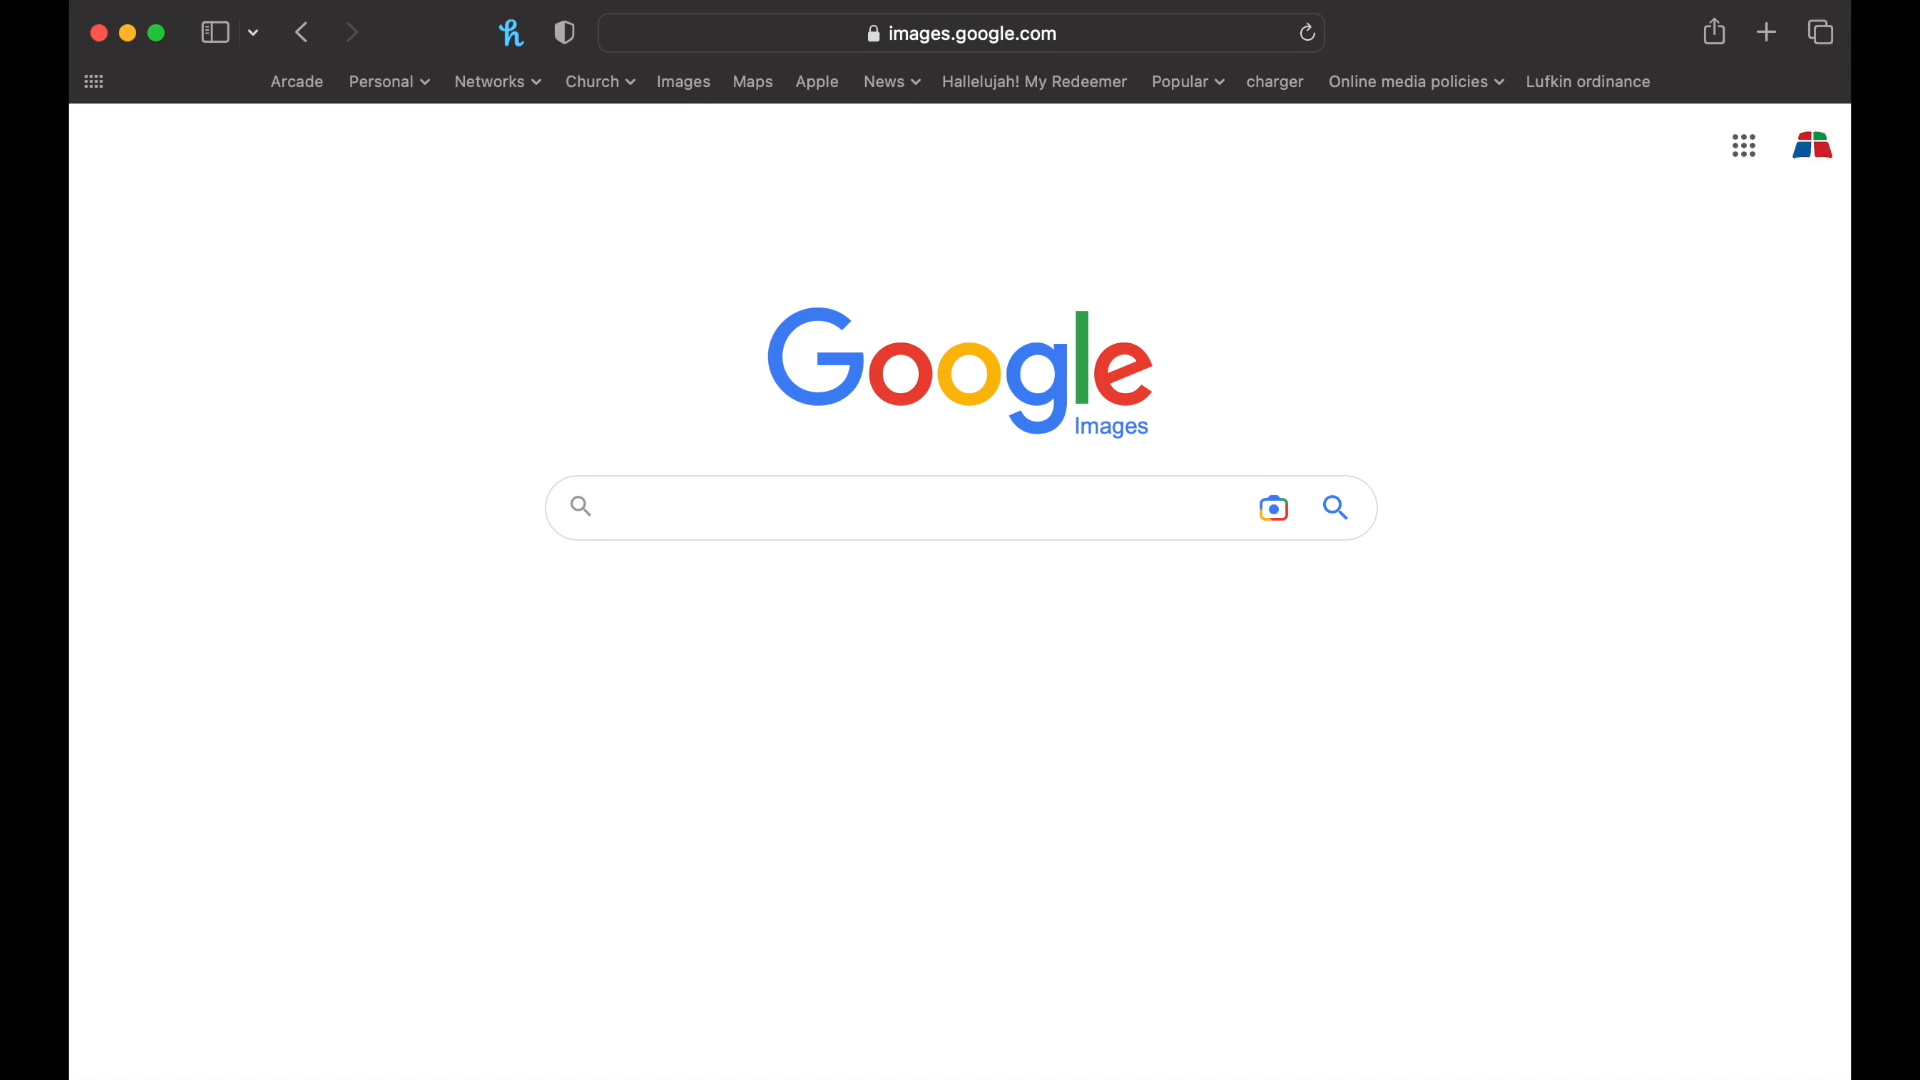 images.google.com
Arcade Personal Networks Church Images Maps Apple News Hallelujah! My Redeemer Popular charger Online media policies Lufkin ordinance
Google
Images